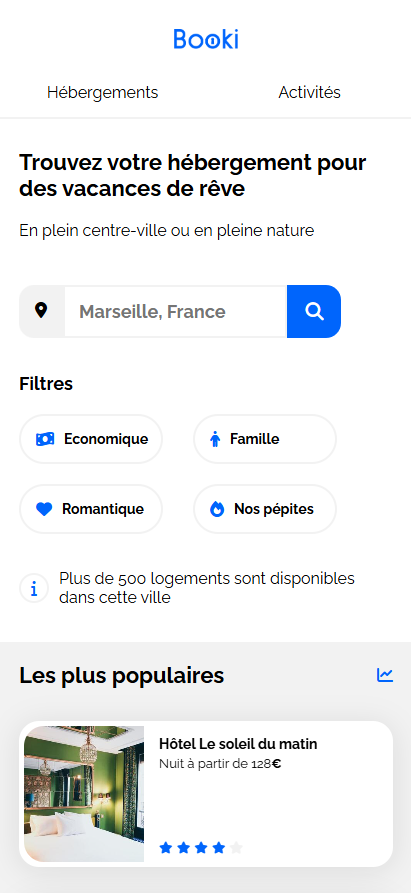 Booki
Hébergements Activités
Trouvez votre hébergement pour
des vacances de rêve
En plein centre-ville ou en pleine nature
Marseille, France
Filtres
Economique Famille
Romantique Nos pépites
Plus de 500 logements sont disponibles
dans cette ville
Les plus populaires
Hôtel Le soleil du matin
Nuit à partir de 128€